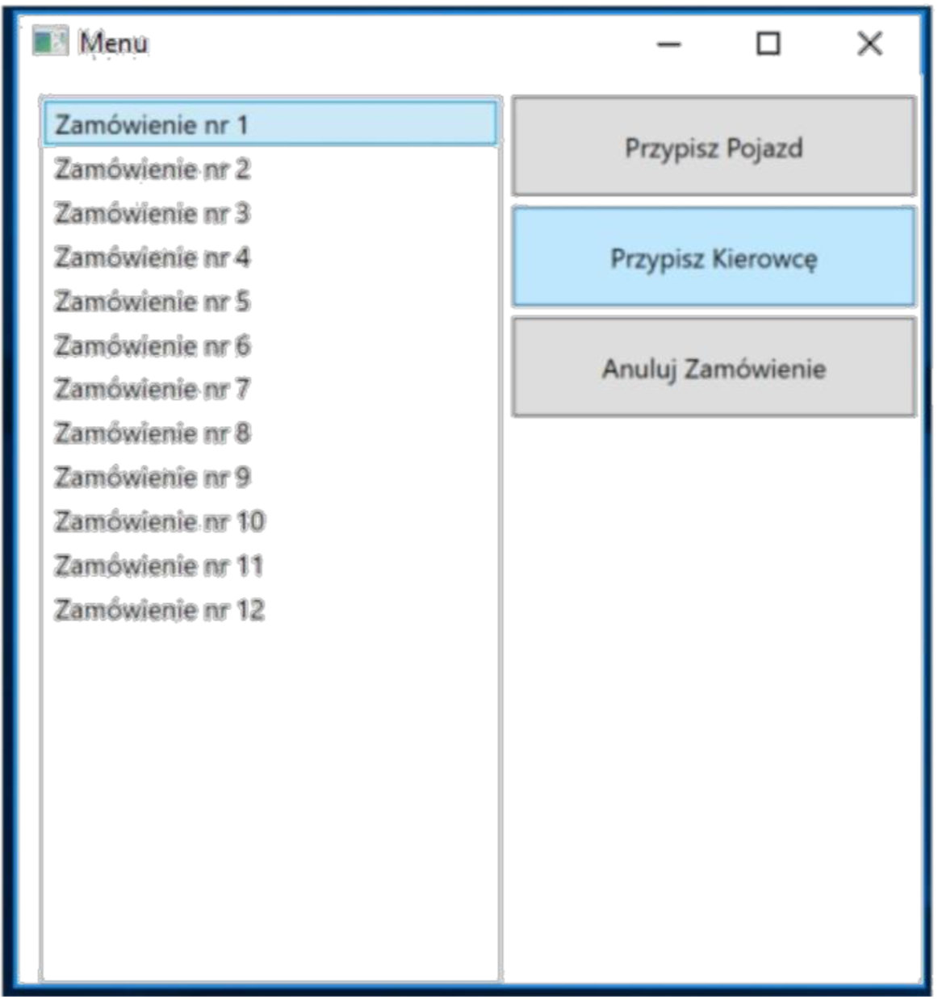 Menu
Zamówienie nr 1
Zamówienie nr 2
Zamówienie nr 3
Zamówienie nr 4
Zamówienie nr 5
Zamówienie nr 6
Zamówienie nr 7
Zamówienie nr 8
Zamówienie nr 9
Zamówienie nr 10
Zamówienie nr 11
Zamówienie nr 12
Przypisz Pojazd
Przypisz Kierowcę
Anuluj Zamówienie